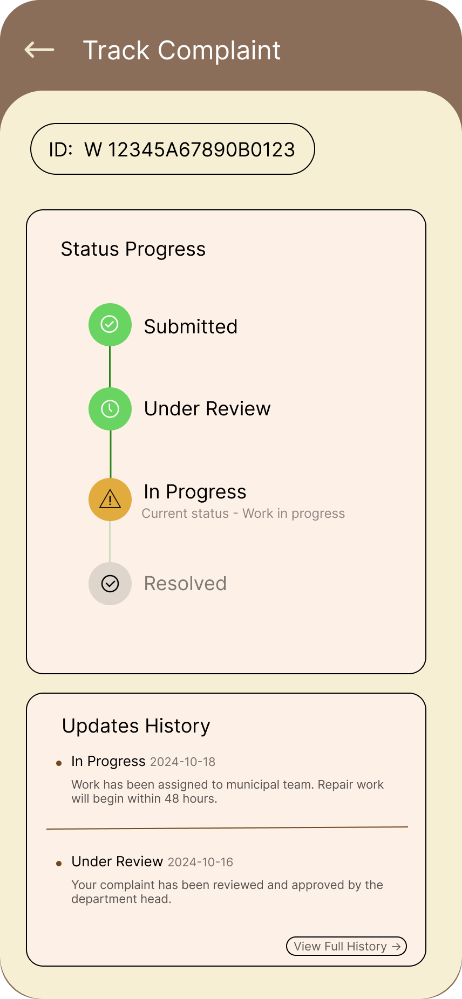 Track Complaint
ID: W 12345A67890B0123
Status Progress
Submitted
Under Review
In Progress
Current status - Work in progress
Resolved
Updates History
In Progress 2024-10-18
Work has been assigned to municipal team. Repair work
will begin within 48 hours.
Under Review 2024-10-16
Your complaint has been reviewed and approved by the
department head.
View Full History →